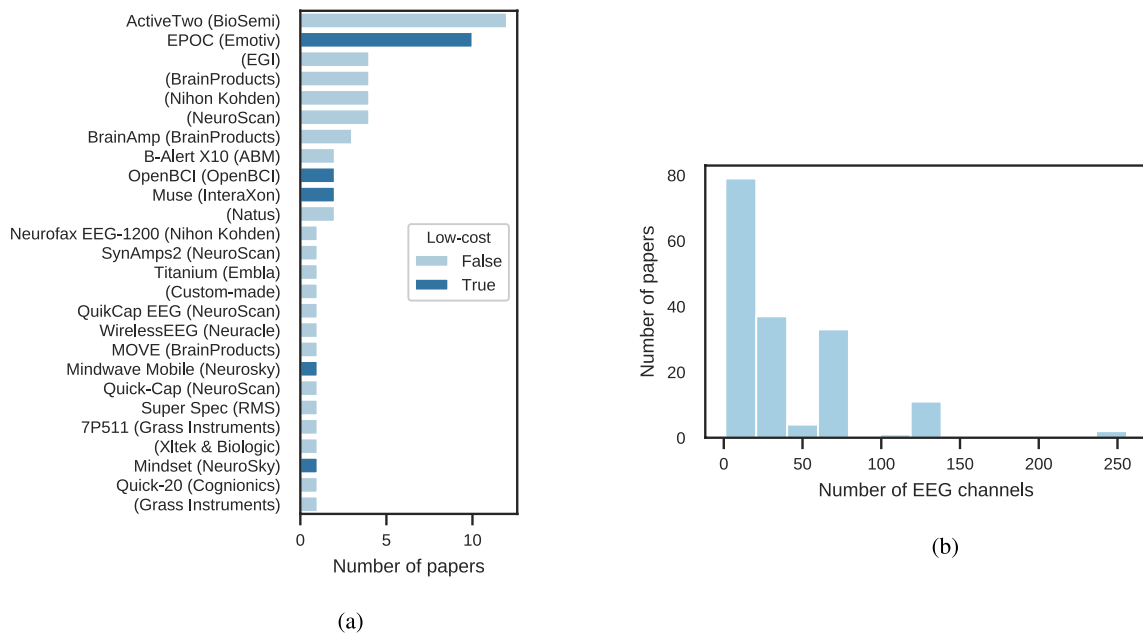 ActiveTwo (BioSemi)
EPOC (Emotiv)
(EGI)
(BrainProducts)
(Nihon Kohden)
(NeuroScan)
BrainAmp (BrainProducts)
B-Alert X10 (ABM)
OpenBCI (OpenBCI)
Muse (InteraXon)
(Natus)
Neurofax EEG-1200 (Nihon Kohden)
SynAmps2 (NeuroScan)
Titanium (Embla)
(Custom-made)
QuikCap EEG (NeuroScan)
WirelessEEG (Neuracle)
MOVE (BrainProducts)
Mindwave Mobile (Neurosky)
Quick-Cap (NeuroScan)
Super Spec (RMS)
7P511 (Grass Instruments)
(Xltek & Biologic)
Mindset (NeuroSky)
Quick-20 (Cognionics)
(Grass Instruments)
Low-cost
False
True
0 5 10
Number of papers
(a)
80
60
40
20
0
Number of papers
0 50 100 150 200 250
Number of EEG channels
(b)